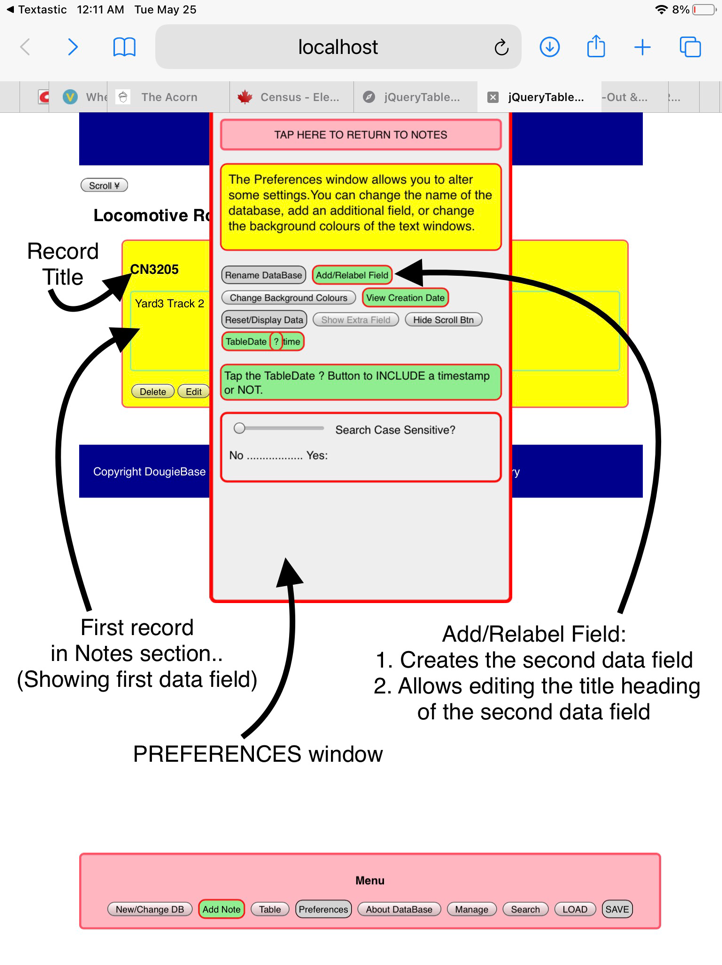 Textastic 12:11 AM Tue May 25 8%
localhost
Whe The Acorn Census - Ele... jQueryTable... jQueryTable... -Out &...
TAP HERE TO RETURN TO NOTES
The Preferences window allows you to alter
some settings.You can change the name of the
database, add an additional field, or change
the background colours of the text windows.
Scroll ¥
Locomotive Ro
Record
Title
CN3205
Yard3 Track 2
Delete Edit
Rename DataBase Add/Relabel Field
Change Background Colours View Creation Date
Reset/Display Data Show Extra Field Hide Scroll Btn
TableDate ? time
Tap the TableDate ? Button to INCLUDE a timestamp
or NOT.
Search Case Sensitive?
No .................. Yes:
Copyright DougieBase ry
First record
in Notes section..
(Showing first data field)
Add/Relabel Field:
1. Creates the second data field
2. Allows editing the title heading
of the second data field
PREFERENCES window
Menu
New/Change DB Add Note Table Preferences About DataBase Manage Search LOAD SAVE